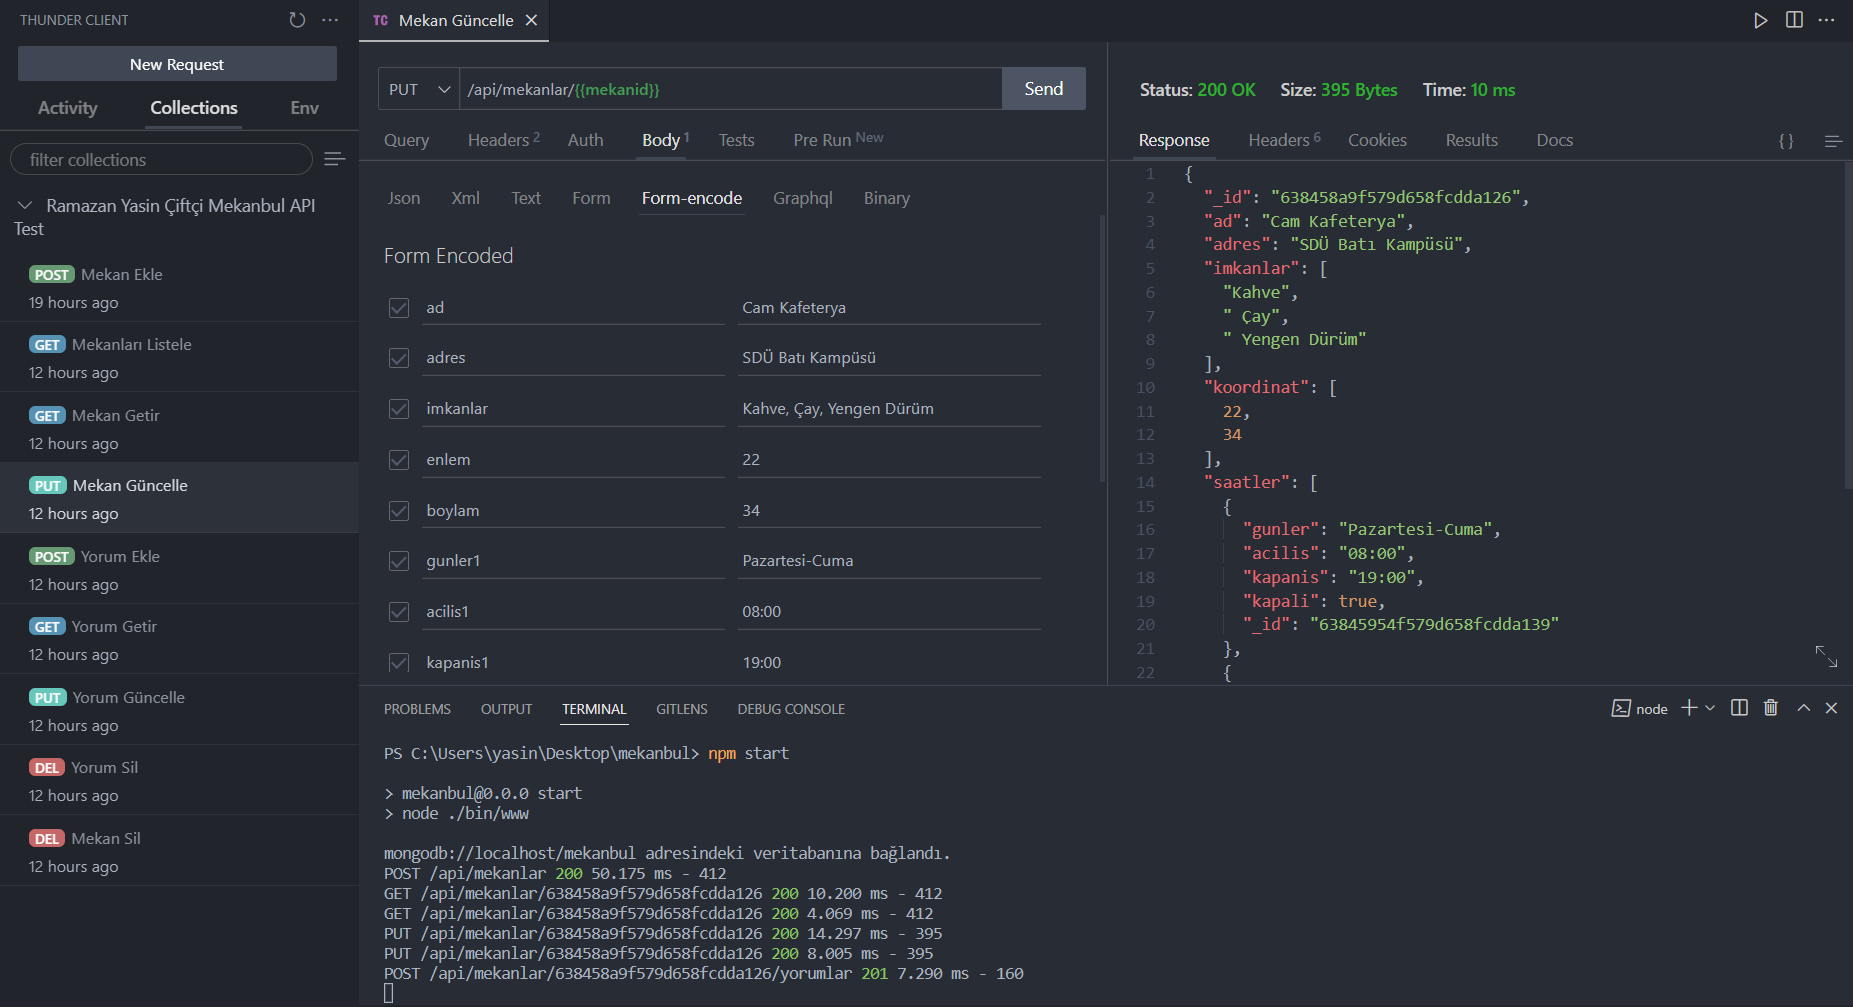 THUNDER CLIENT
New Request
Activity Collections Env
filter collections
Ramazan Yasin Çiftçi Mekanbul API
Test
POST Mekan Ekle
19 hours ago
GET Mekanları Listele
12 hours ago
GET Mekan Getir
12 hours ago
PUT Mekan Güncelle
12 hours ago
POST Yorum Ekle
12 hours ago
GET Yorum Getir
12 hours ago
PUT Yorum Güncelle
12 hours ago
DEL Yorum Sil
12 hours ago
DEL Mekan Sil
12 hours ago
TC Mekan Güncelle
PUT /api/mekanlar/{{mekanid}} Send
Query Headers 2 Auth Body 1 Tests Pre Run New
Json Xml Text Form Form-encode Graphql Binary
Form Encoded
ad Cam Kafeterya
adres SDÜ Batı Kampüsü
imkanlar Kahve, Çay, Yengen Dürüm
enlem 22
boylam 34
gunler1 Pazartesi-Cuma
acilis1 08:00
kapanis1 19:00
Status: 200 OK Size: 395 Bytes Time: 10 ms
Response Headers 6 Cookies Results Docs { }
1 {
2 "_id": "638458a9f579d658fcdda126",
3 "ad": "Cam Kafeterya",
4 "adres": "SDÜ Batı Kampüsü",
5 "imkanlar": [
6 "Kahve",
7 " Çay",
8 " Yengen Dürüm"
9 ],
10 "koordinat": [
11 22,
12 34
13 ],
14 "saatler": [
15 {
16 "gunler": "Pazartesi-Cuma",
17 "acilis": "08:00",
18 "kapanis": "19:00",
19 "kapali": true,
20 "_id": "63845954f579d658fcdda139"
21 },
22 {
PROBLEMS OUTPUT TERMINAL GITLENS DEBUG CONSOLE
node
PS C:\Users\yasin\Desktop\mekanbul> npm start
> mekanbul@0.0.0 start
> node ./bin/www
mongodb://localhost/mekanbul adresindeki veritabanına bağlandı.
POST /api/mekanlar 200 50.175 ms - 412
GET /api/mekanlar/638458a9f579d658fcdda126 200 10.200 ms - 412
GET /api/mekanlar/638458a9f579d658fcdda126 200 4.069 ms - 412
PUT /api/mekanlar/638458a9f579d658fcdda126 200 14.297 ms - 395
PUT /api/mekanlar/638458a9f579d658fcdda126 200 8.005 ms - 395
POST /api/mekanlar/638458a9f579d658fcdda126/yorumlar 201 7.290 ms - 160